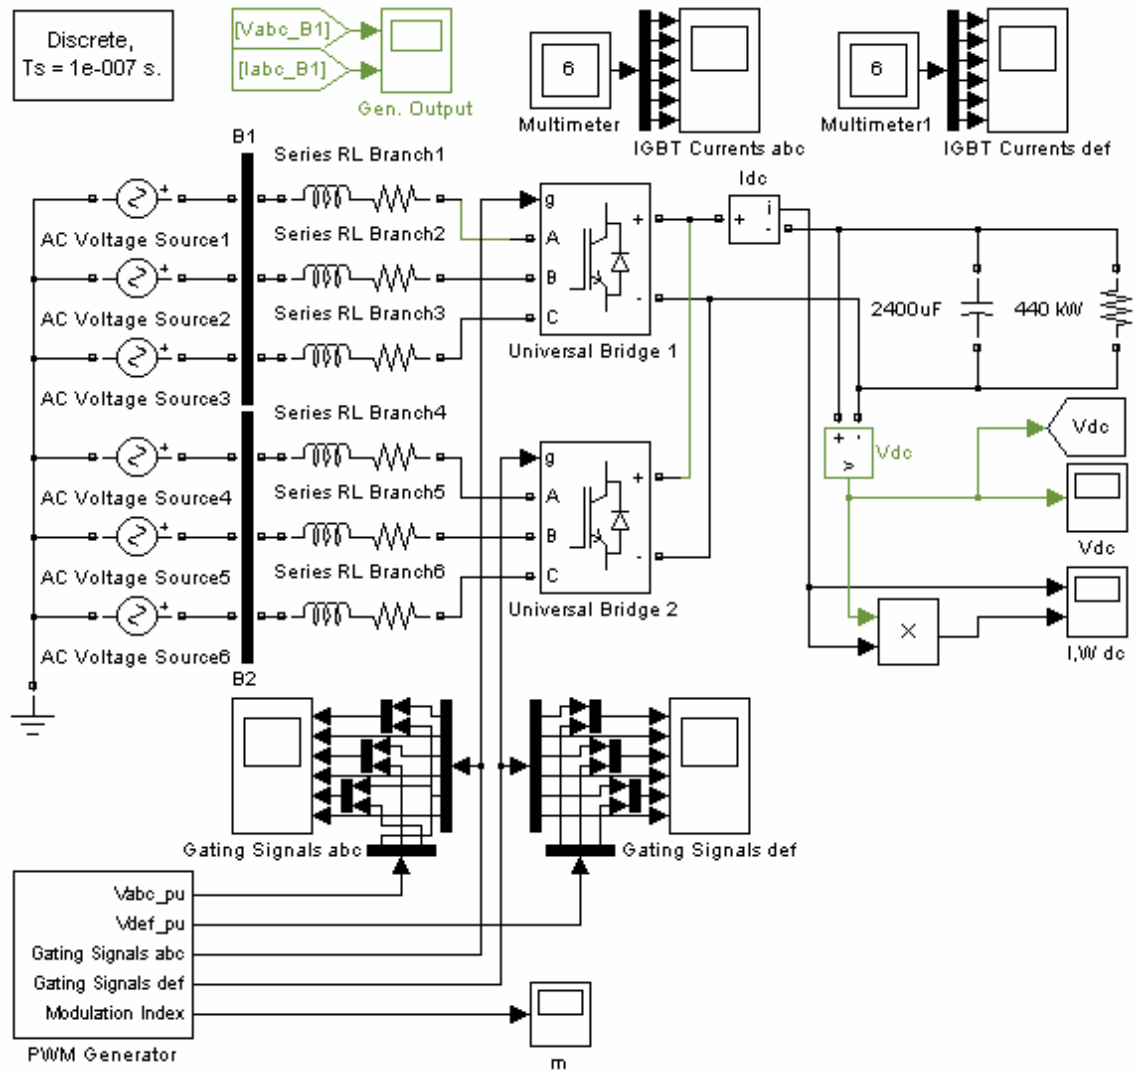 Discrete,
Ts = 1e-007 s.
[Vabc_B1]
[Iabc_B1]
Gen. Output
6
Multimeter
IGBT Currents abc
6
Multimeter1
IGBT Currents def
B1
Series RL Branch1
AC Voltage Source1
Series RL Branch2
AC Voltage Source2
Series RL Branch3
AC Voltage Source3
Series RL Branch4
AC Voltage Source4
Series RL Branch5
AC Voltage Source5
Series RL Branch6
AC Voltage Source6
B2
g
A
B
C
+
-
Universal Bridge 1
g
A
B
C
+
-
Universal Bridge 2
Idc
+
i
-
2400uF
440 kW
+ -
v
Vdc
Vdc
Vdc
×
I,W dc
Gating Signals abc
Gating Signals def
Vabc_pu
Vdef_pu
Gating Signals abc
Gating Signals def
Modulation Index
PWM Generator
m